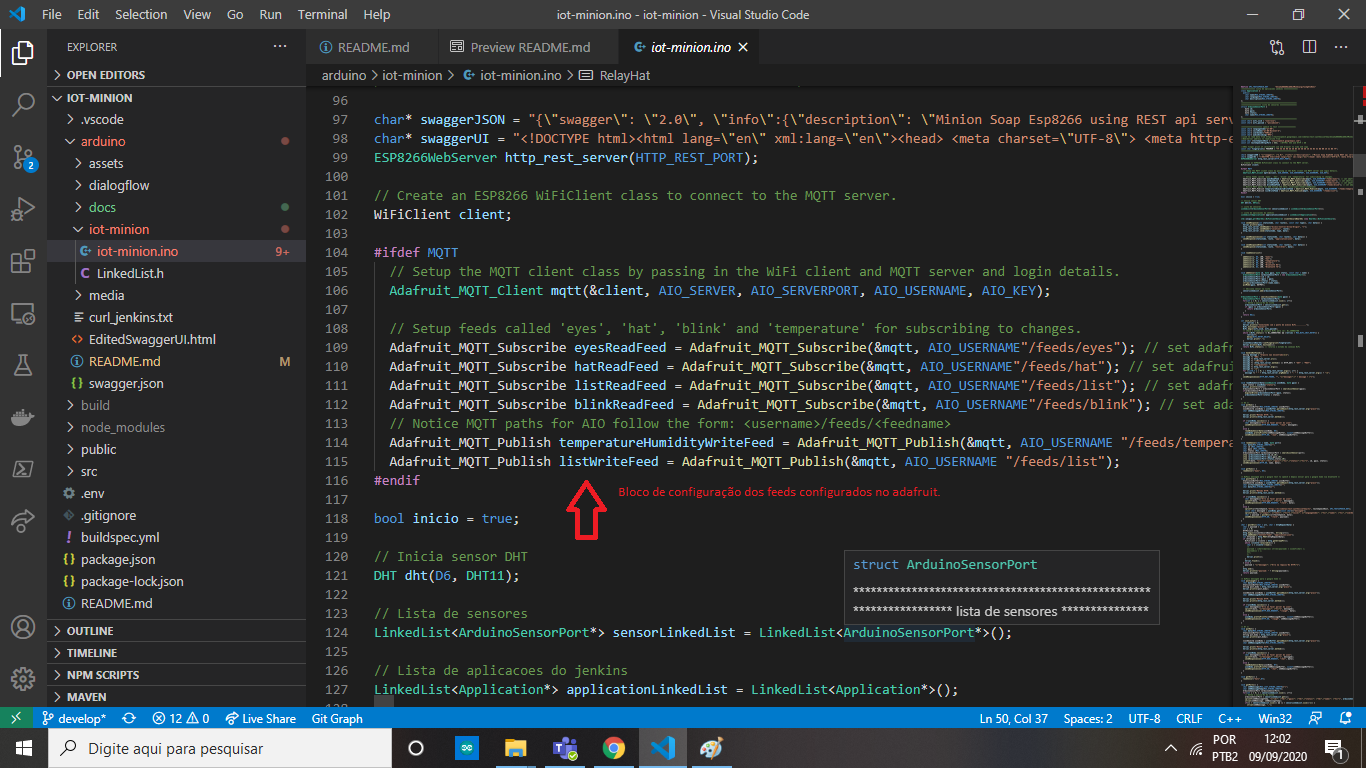 File Edit Selection View Go Run Terminal Help iot-minion.ino - iot-minion - Visual Studio Code
EXPLORER
OPEN EDITORS
IOT-MINION
.vscode
arduino
assets
dialogflow
docs
iot-minion
iot-minion.ino 9+
LinkedList.h
media
curl_jenkins.txt
EditedSwaggerUI.html
README.md M
swagger.json
build
node_modules
public
src
.env
.gitignore
buildspec.yml
package.json
package-lock.json
README.md
OUTLINE
TIMELINE
NPM SCRIPTS
MAVEN
2
README.md Preview README.md iot-minion.ino
arduino > iot-minion > iot-minion.ino > RelayHat
96
97 char* swaggerJSON = "{\"swagger\": \"2.0\", \"info\":{\"description\": \"Minion Soap Esp8266 using REST api serv
98 char* swaggerUI = "<!DOCTYPE html><html lang=\"en\" xml:lang=\"en\"><head> <meta charset=\"UTF-8\"> <meta http-e
99 ESP8266WebServer http_rest_server(HTTP_REST_PORT);
100
101 // Create an ESP8266 WiFiClient class to connect to the MQTT server.
102 WiFiClient client;
103
104 #ifdef MQTT
105 // Setup the MQTT client class by passing in the WiFi client and MQTT server and login details.
106 Adafruit_MQTT_Client mqtt(&client, AIO_SERVER, AIO_SERVERPORT, AIO_USERNAME, AIO_KEY);
107
108 // Setup feeds called 'eyes', 'hat', 'blink' and 'temperature' for subscribing to changes.
109 Adafruit_MQTT_Subscribe eyesReadFeed = Adafruit_MQTT_Subscribe(&mqtt, AIO_USERNAME"/feeds/eyes"); // set adafr
110 Adafruit_MQTT_Subscribe hatReadFeed = Adafruit_MQTT_Subscribe(&mqtt, AIO_USERNAME"/feeds/hat"); // set adafrui
111 Adafruit_MQTT_Subscribe listReadFeed = Adafruit_MQTT_Subscribe(&mqtt, AIO_USERNAME"/feeds/list"); // set adafr
112 Adafruit_MQTT_Subscribe blinkReadFeed = Adafruit_MQTT_Subscribe(&mqtt, AIO_USERNAME"/feeds/blink"); // set ada
113 // Notice MQTT paths for AIO follow the form: <username>/feeds/<feedname>
114 Adafruit_MQTT_Publish temperatureHumidityWriteFeed = Adafruit_MQTT_Publish(&mqtt, AIO_USERNAME "/feeds/tempera
115 Adafruit_MQTT_Publish listWriteFeed = Adafruit_MQTT_Publish(&mqtt, AIO_USERNAME "/feeds/list");
116 #endif
Bloco de configuração dos feeds configurados no adafruit.
117
118 bool inicio = true;
119
120 // Inicia sensor DHT
121 DHT dht(D6, DHT11);
122
123 // Lista de sensores
124 LinkedList<ArduinoSensorPort*> sensorLinkedList = LinkedList<ArduinoSensorPort*>();
125
126 // Lista de aplicacoes do jenkins
127 LinkedList<Application*> applicationLinkedList = LinkedList<Application*>();
struct ArduinoSensorPort
****************************************************
***************** lista de sensores ***************
develop* 12 0 Live Share Git Graph Ln 50, Col 37 Spaces: 2 UTF-8 CRLF C++ Win32
Digite aqui para pesquisar
POR
PTB2
12:02
09/09/2020
1